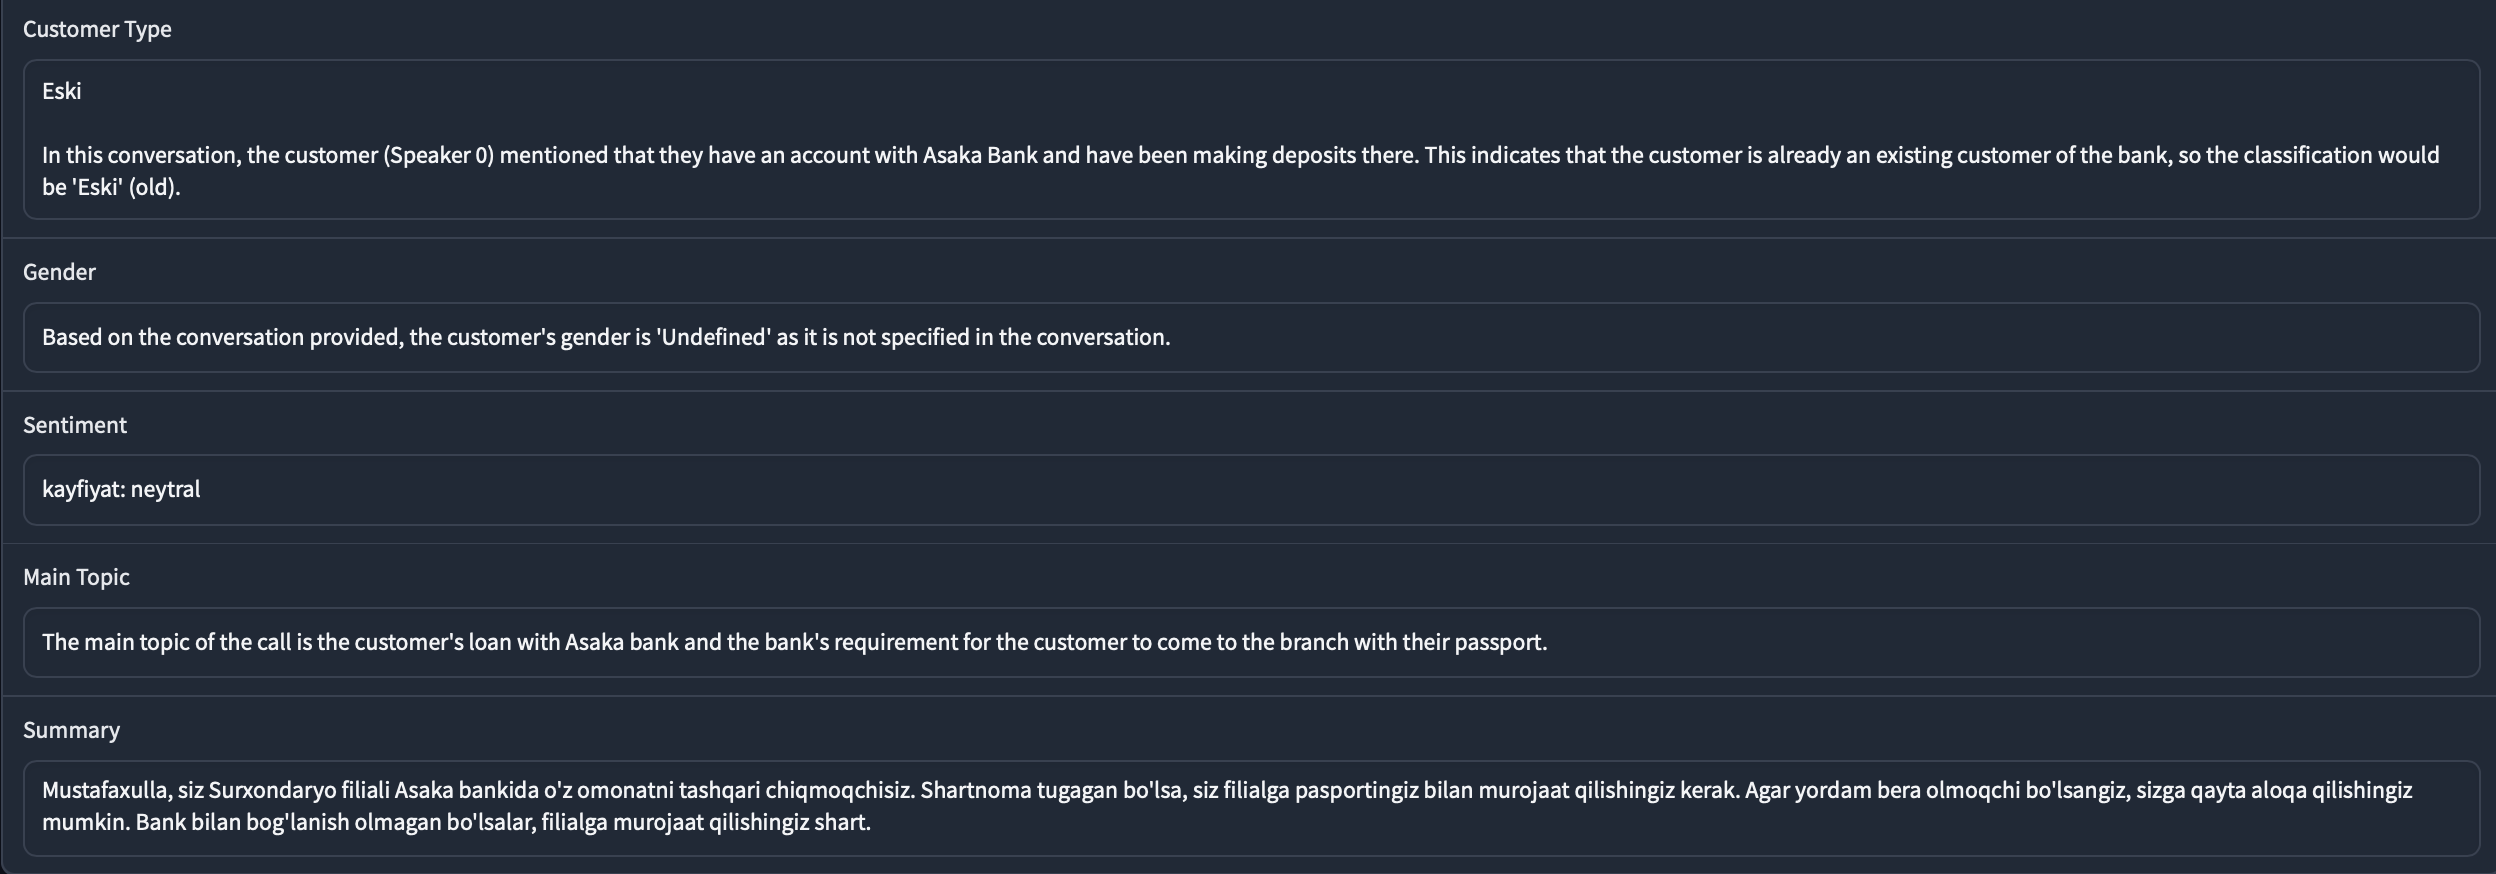 Customer Type
Eski
In this conversation, the customer (Speaker 0) mentioned that they have an account with Asaka Bank and have been making deposits there. This indicates that the customer is already an existing customer of the bank, so the classification would
be 'Eski' (old).
Gender
Based on the conversation provided, the customer's gender is 'Undefined' as it is not specified in the conversation.
Sentiment
kayfiyat: neytral
Main Topic
The main topic of the call is the customer's loan with Asaka bank and the bank's requirement for the customer to come to the branch with their passport.
Summary
Mustafaxulla, siz Surxondaryo filiali Asaka bankida o'z omonatni tashqari chiqmoqchisiz. Shartnoma tugagan bo'lsa, siz filialga pasportingiz bilan murojaat qilishingiz kerak. Agar yordam bera olmoqchi bo'lsangiz, sizga qayta aloqa qilishingiz
mumkin. Bank bilan bog'lanish olmagan bo'lsalar, filialga murojaat qilishingiz shart.